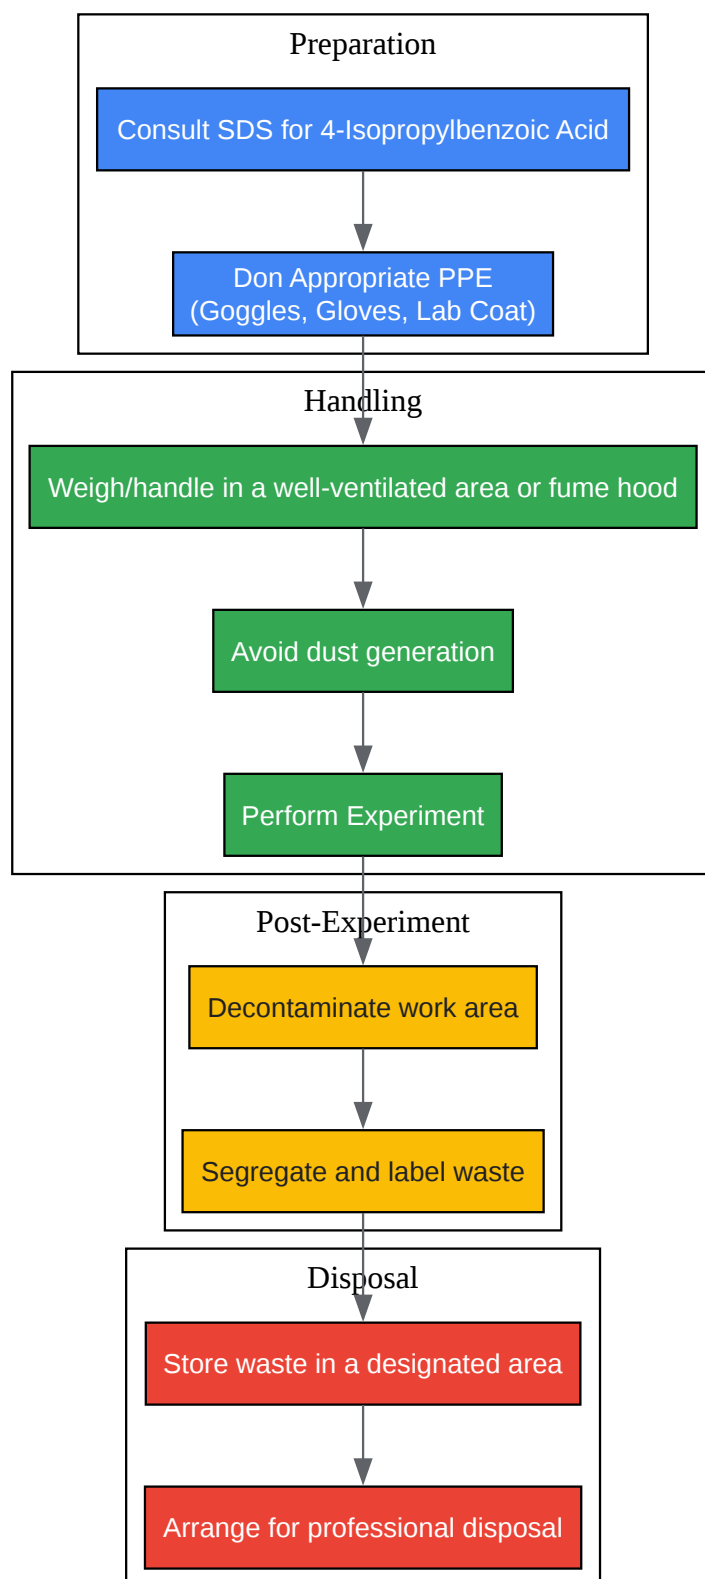 Preparation
Consult SDS for 4-Isopropylbenzoic Acid
Don Appropriate PPE
(Goggles, Gloves, Lab Coat)
Handling
Weigh/handle in a well-ventilated area or fume hood
Avoid dust generation
Perform Experiment
Post-Experiment
Decontaminate work area
Segregate and label waste
Disposal
Store waste in a designated area
Arrange for professional disposal